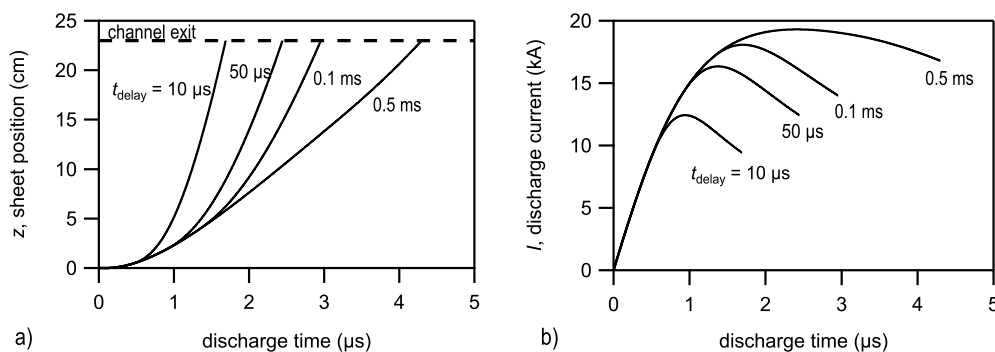 z, sheet position (cm)
25
20
15
10
5
0
channel exit
t_delay = 10 µs
50 µs
0.1 ms
0.5 ms
0
1
2
3
4
5
discharge time (µs)
a)
I, discharge current (kA)
20
15
10
5
0
0.5 ms
0.1 ms
50 µs
t_delay = 10 µs
0
1
2
3
4
5
discharge time (µs)
b)